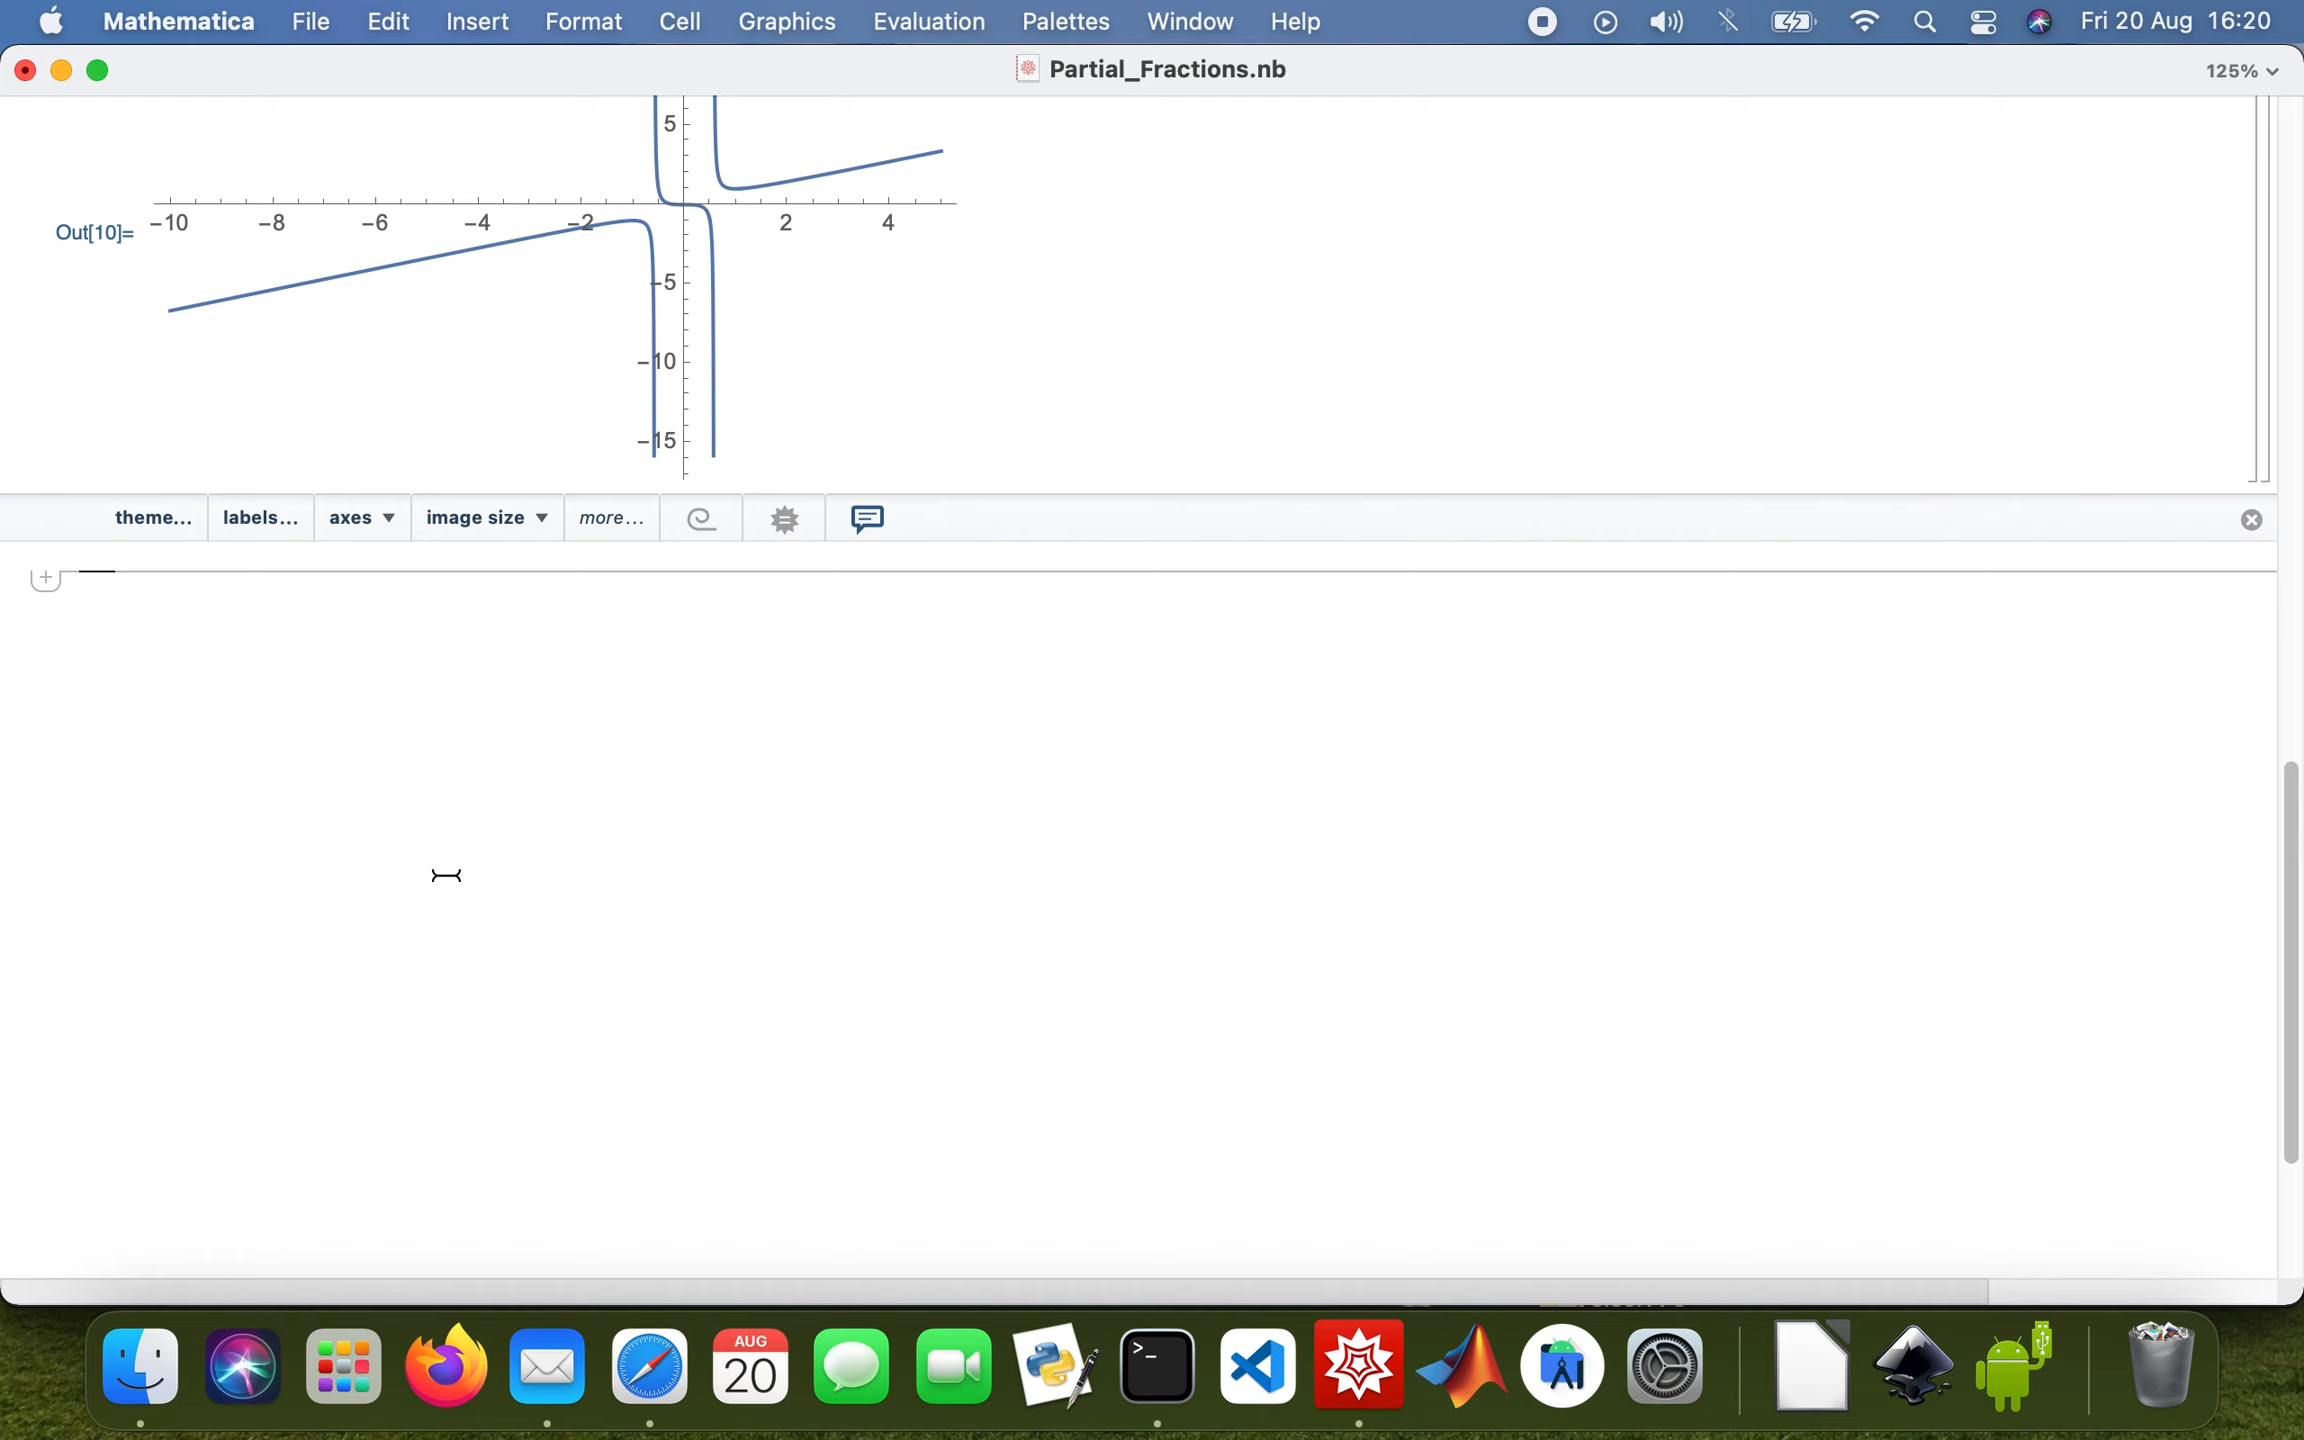 Mathematica File Edit Insert Format Cell Graphics Evaluation Palettes Window Help Fri 20 Aug 16:20
Partial_Fractions.nb 125%
5
Out[10]= −10 −8 −6 −4 −2 2 4
−5
−10
−15
theme... labels... axes image size more...
+
AUG
20
>_